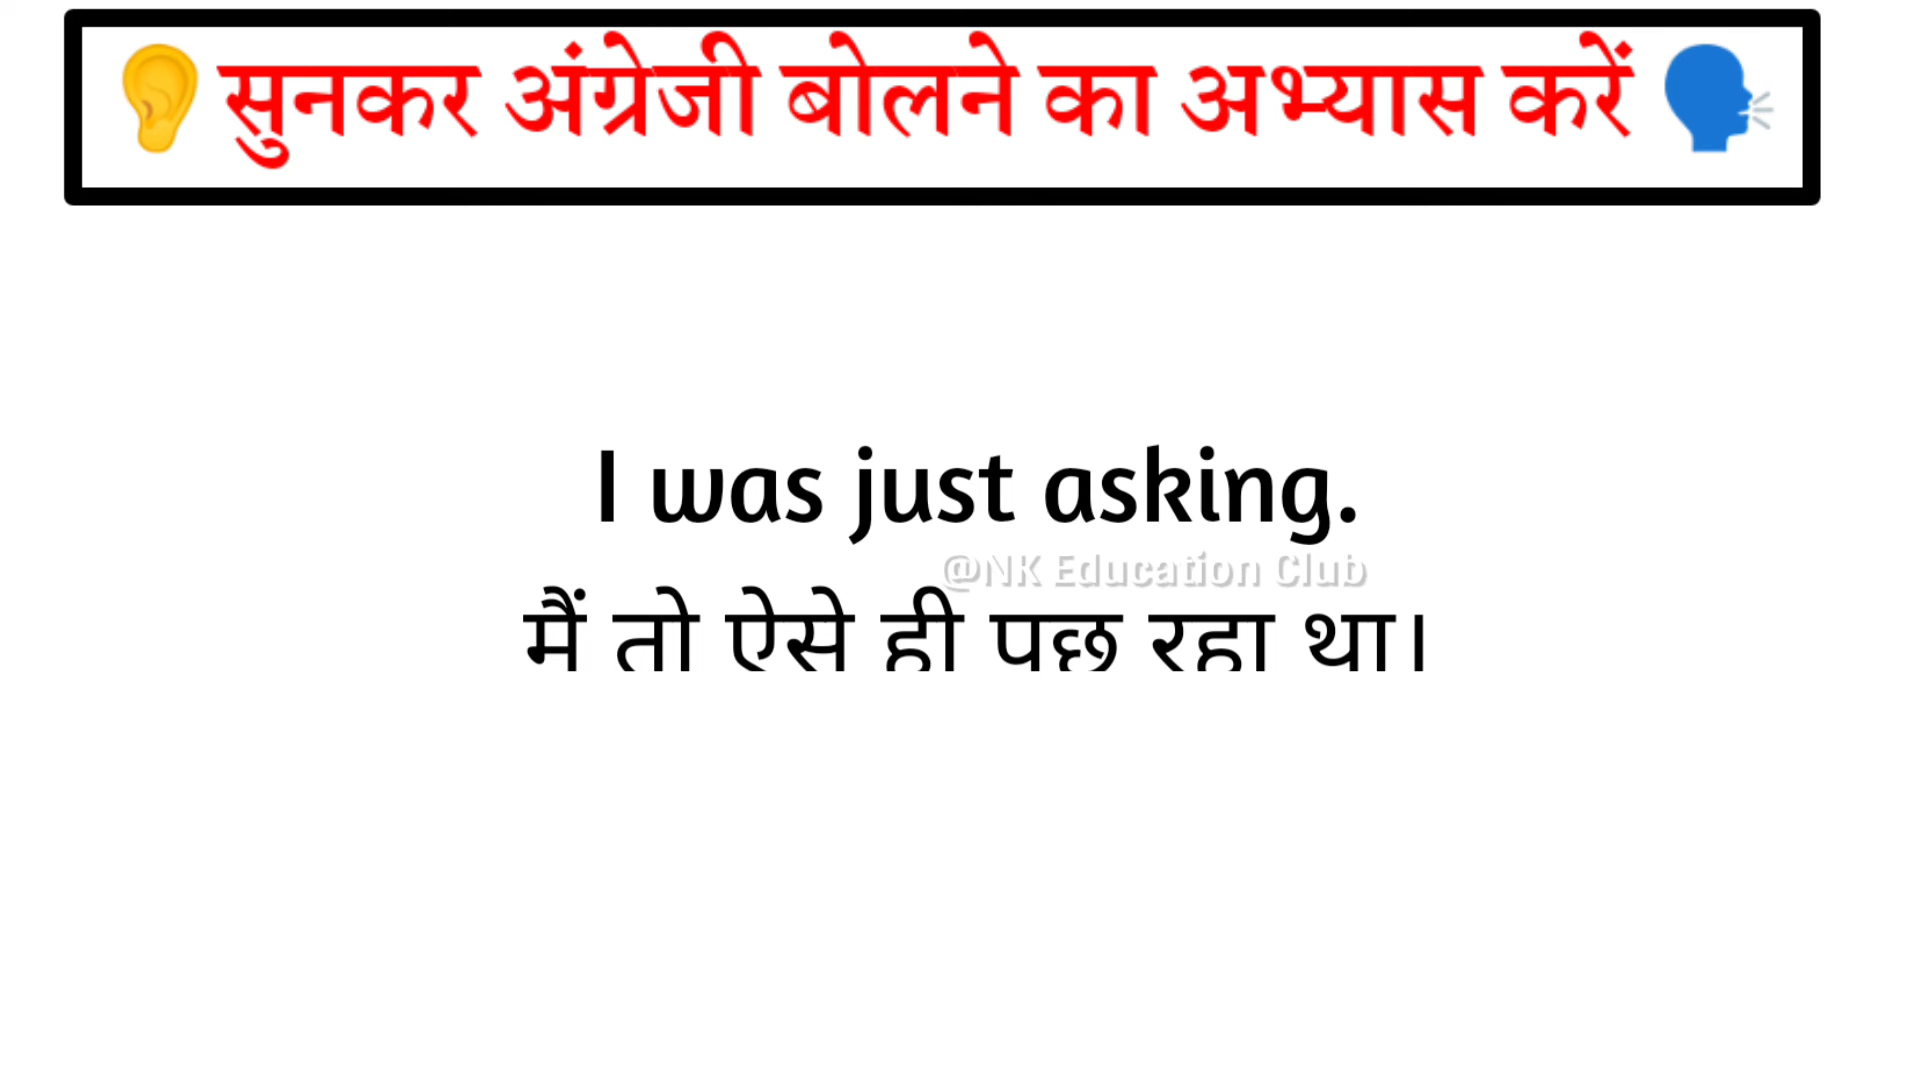 👂सुनकर अंग्रेजी बोलने का अभ्यास करें 🗣
I was just asking.
@NK Education Club
मैं तो ऐसे ही पूछ रहा था।